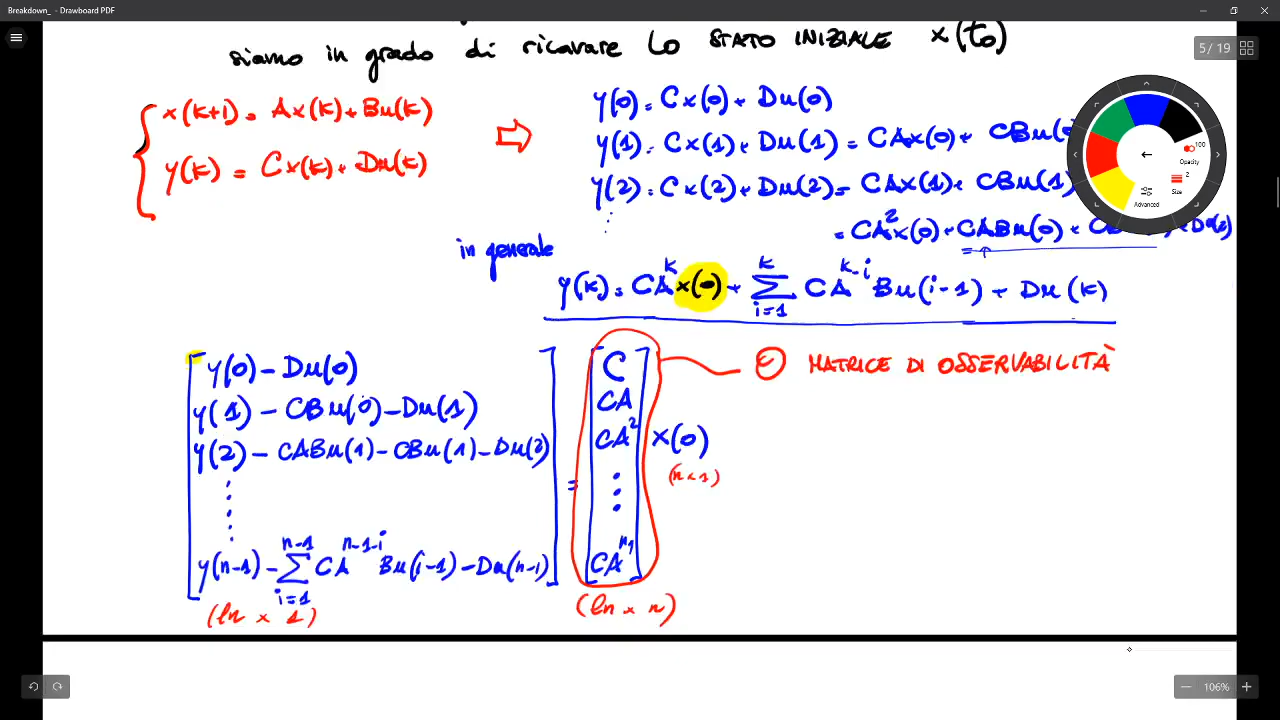 Breakdown_ - Drawboard PDF
5 / 19
siamo in grado di ricavare lo STATO INIZIALE x(t₀)
x(k+1) = Ax(k) + Bu(k)
y(k) = Cx(k) + Du(k)
⇒
y(0) = Cx(0) + Du(0)
y(1) = Cx(1) + Du(1) = CAx(0) + CBu(0
y(2) = Cx(2) + Du(2) = CAx(1) + CBu(1)
= CA²x(0) + CABu(0) +
100
Opacity
2
Size
Advanced
in generale
y(k) = CA^k x(0) + ∑_{i=1}^{k} CA^{k-i} Bu(i-1) + Du(k)
y(0) - Du(0)
y(1) - CBu(0) - Du(1)
y(2) - CABu(1) - CBu(1) - Du(2)
⋮
y(n-1) - ∑_{i=1}^{n-1} CA^{n-1-i} Bu(i-1) - Du(n-i)
(ln × 1)
=
C
CA
CA²
⋮
CA^{n-1}
(ln × n)
x(0)
(n × 1)
MATRICE DI OSSERVABILITÀ
106%